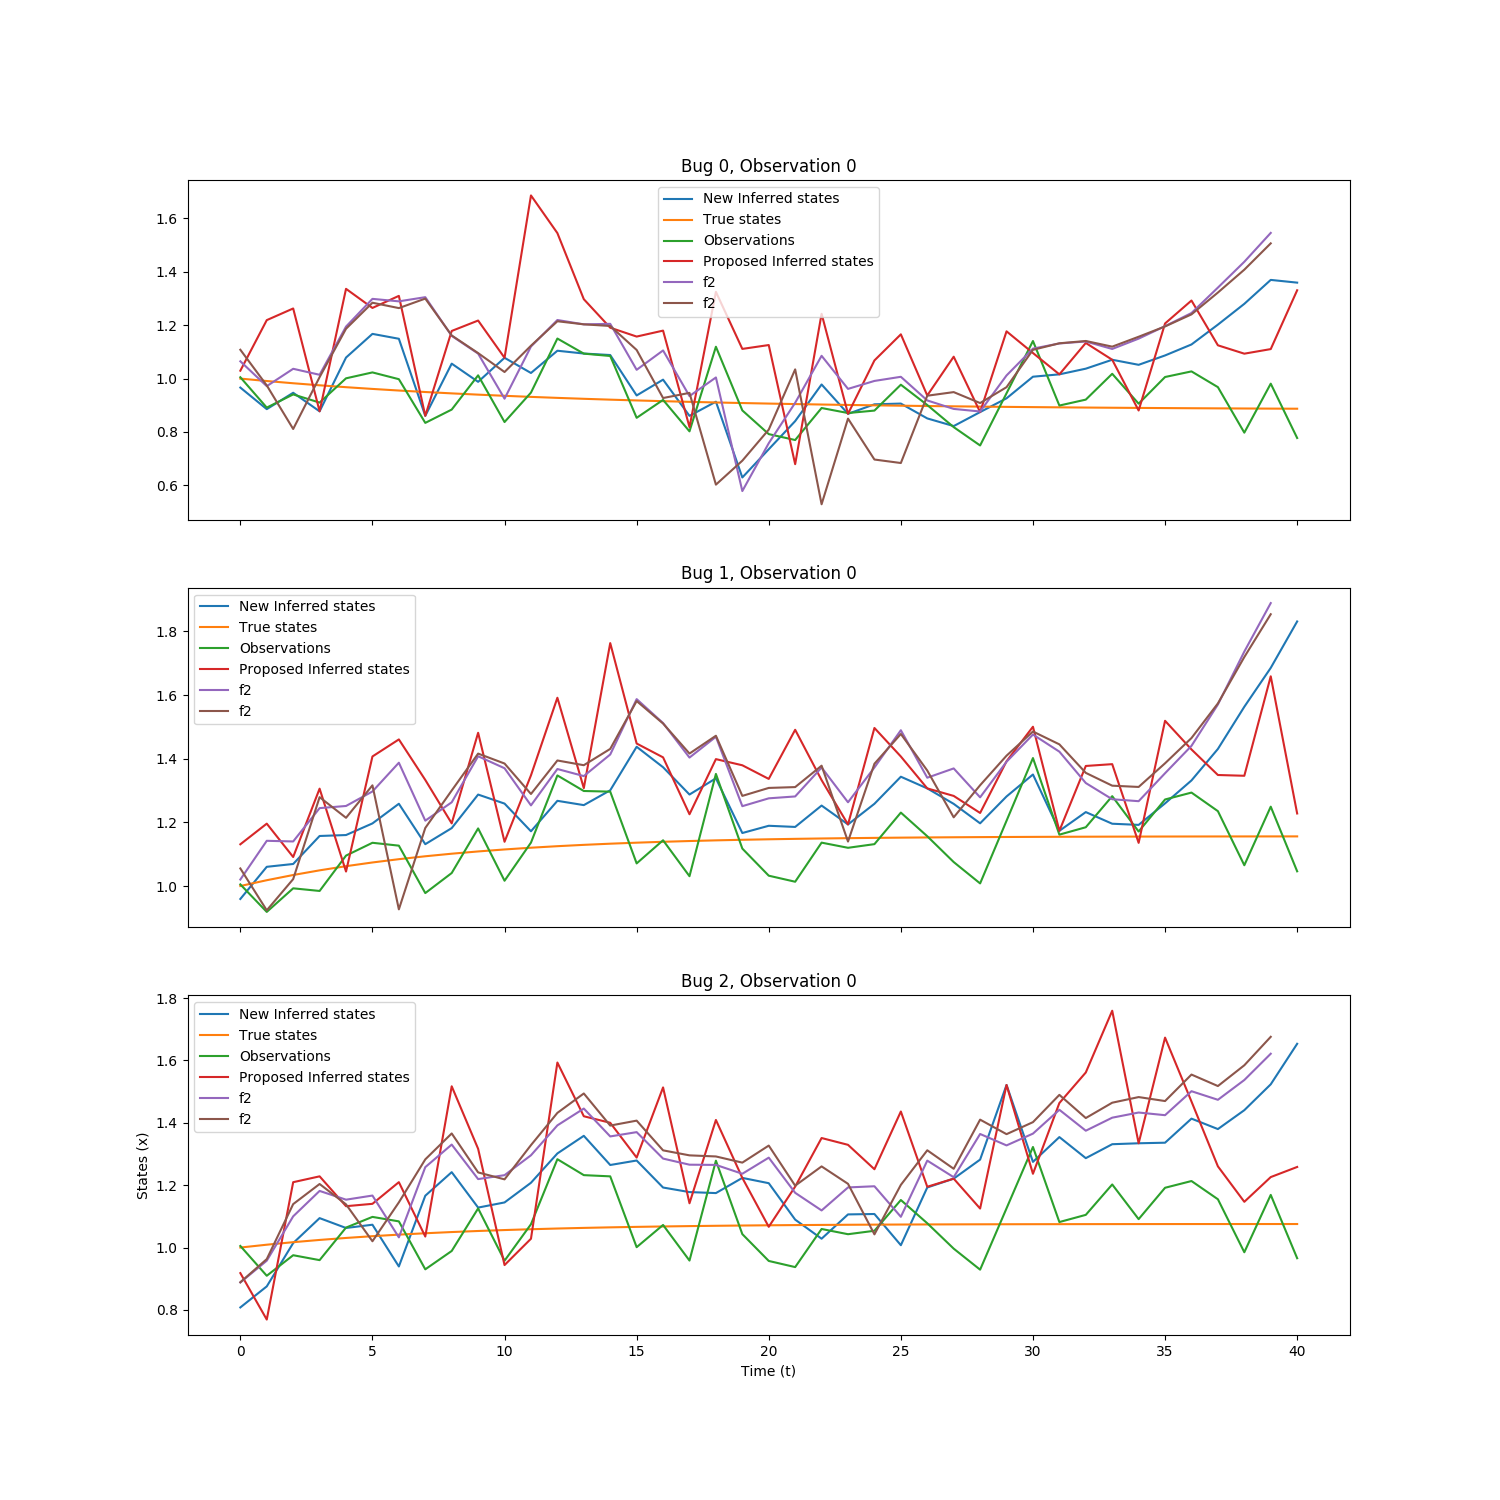 Bug 0, Observation 0
New Inferred states
True states
Observations
Proposed Inferred states
f2
f2
1.6
1.4
1.2
1.0
0.8
0.6
Bug 1, Observation 0
New Inferred states
True states
Observations
Proposed Inferred states
f2
f2
1.8
1.6
1.4
1.2
1.0
Bug 2, Observation 0
New Inferred states
True states
Observations
Proposed Inferred states
f2
f2
1.8
1.6
1.4
1.2
1.0
0.8
States (x)
0 5 10 15 20 25 30 35 40
Time (t)